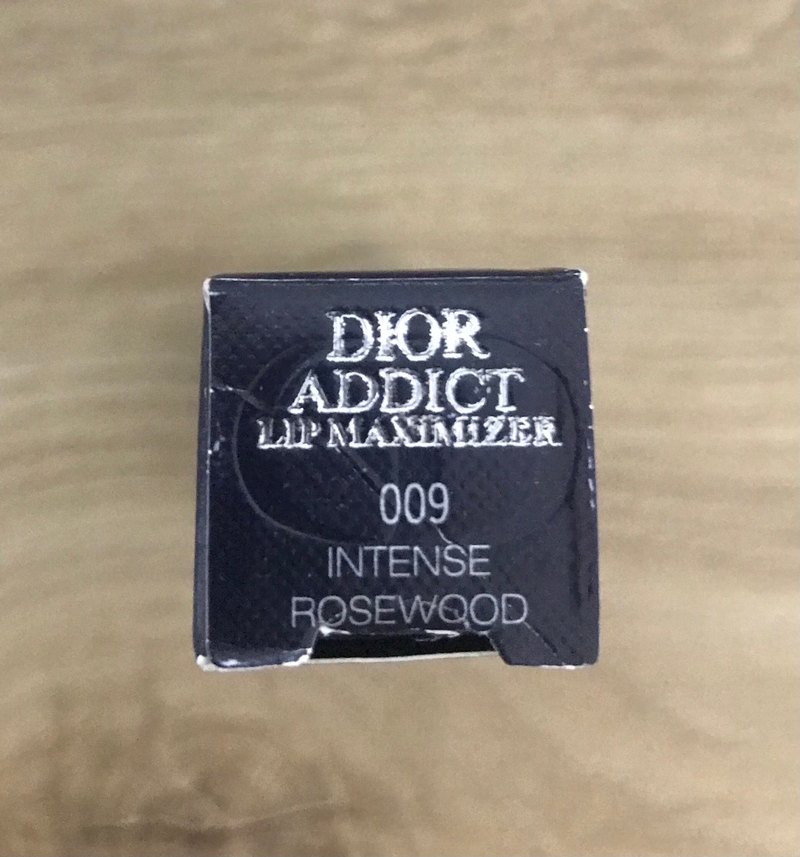 DIOR
ADDICT
LIP MAXIMIZER
009
INTENSE
ROSEWOOD